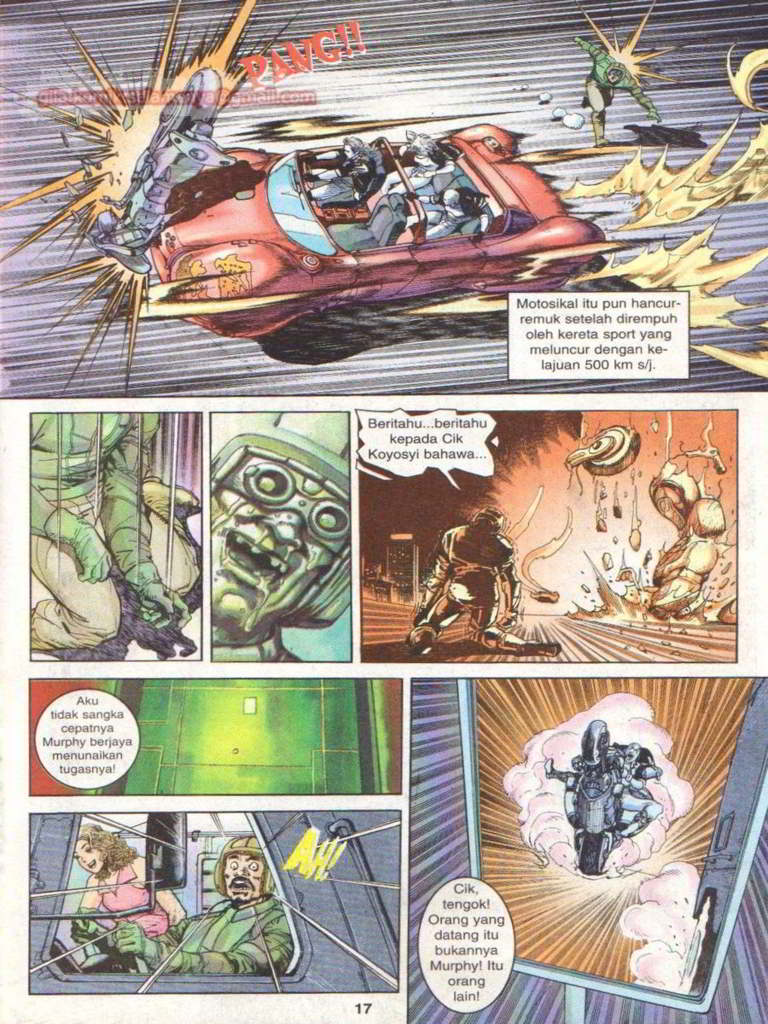 PANG!!
Motosikal itu pun hancur-
remuk setelah dirempuh
oleh kereta sport yang
meluncur dengan ke-
lajuan 500 km s/j.
Beritahu...beritahu
kepada Cik
Koyosyi bahawa...
Aku
tidak sangka
cepatnya
Murphy berjaya
menunaikan
tugasnya!
AH!
Cik,
tengok!
Orang yang
datang itu
bukannya
Murphy! Itu
orang
lain!
17